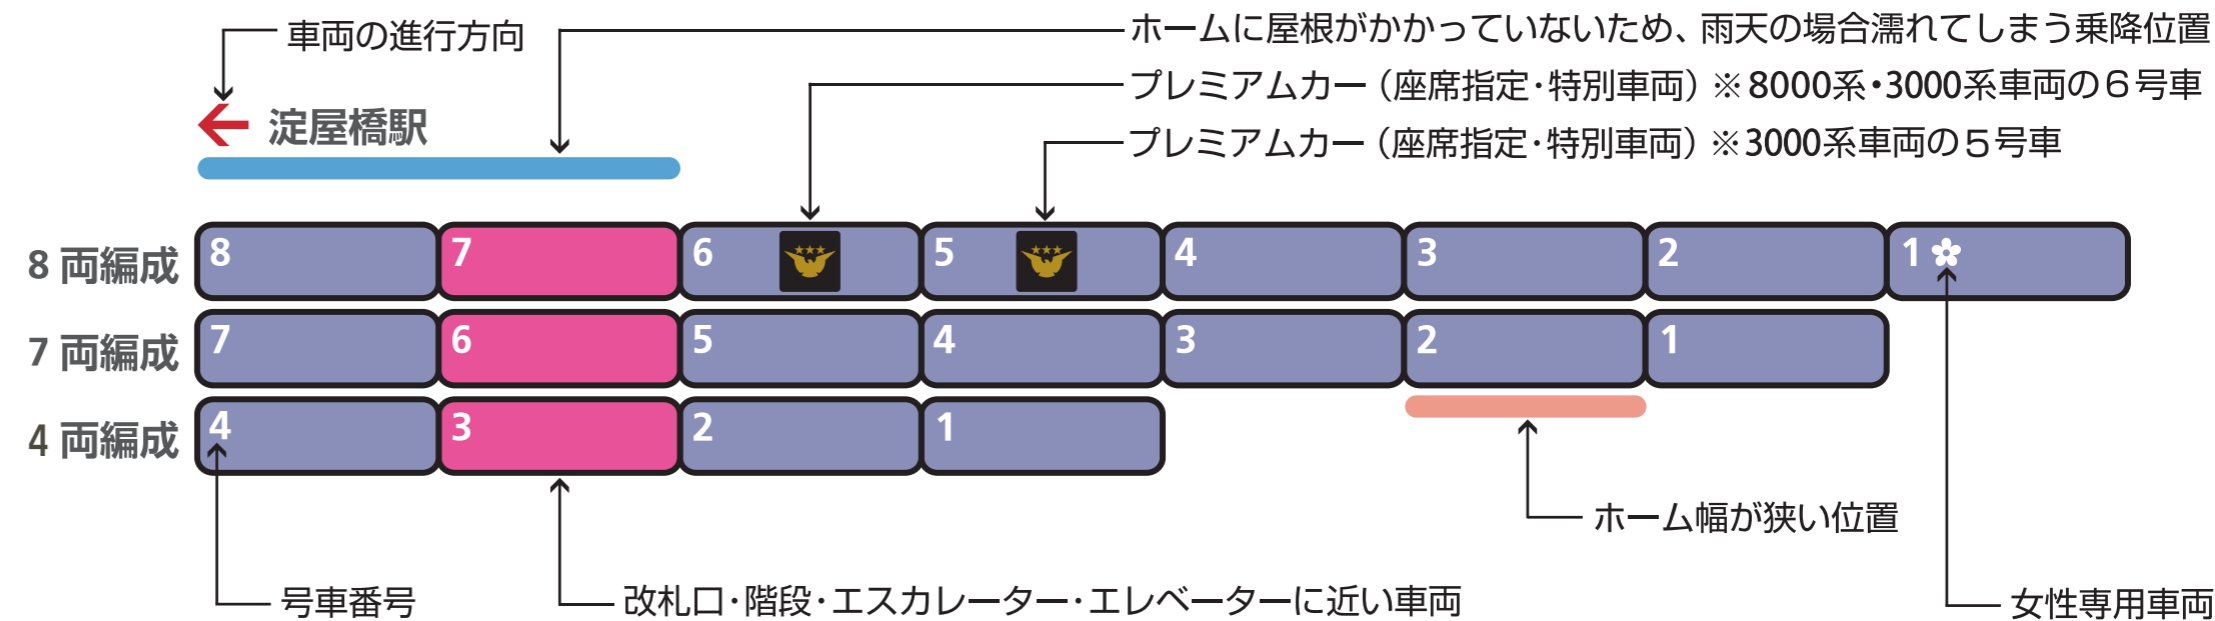 車両の進行方向
ホームに屋根がかかっていないため、雨天の場合濡れてしまう乗降位置
プレミアムカー（座席指定・特別車両）※8000系・3000系車両の６号車
淀屋橋駅
プレミアムカー（座席指定・特別車両）※3000系車両の５号車
8 両編成 8 7 6 5 4 3 2 1
7 両編成 7 6 5 4 3 2 1
4 両編成 4 3 2 1
ホーム幅が狭い位置
号車番号
改札口・階段・エスカレーター・エレベーターに近い車両
女性専用車両